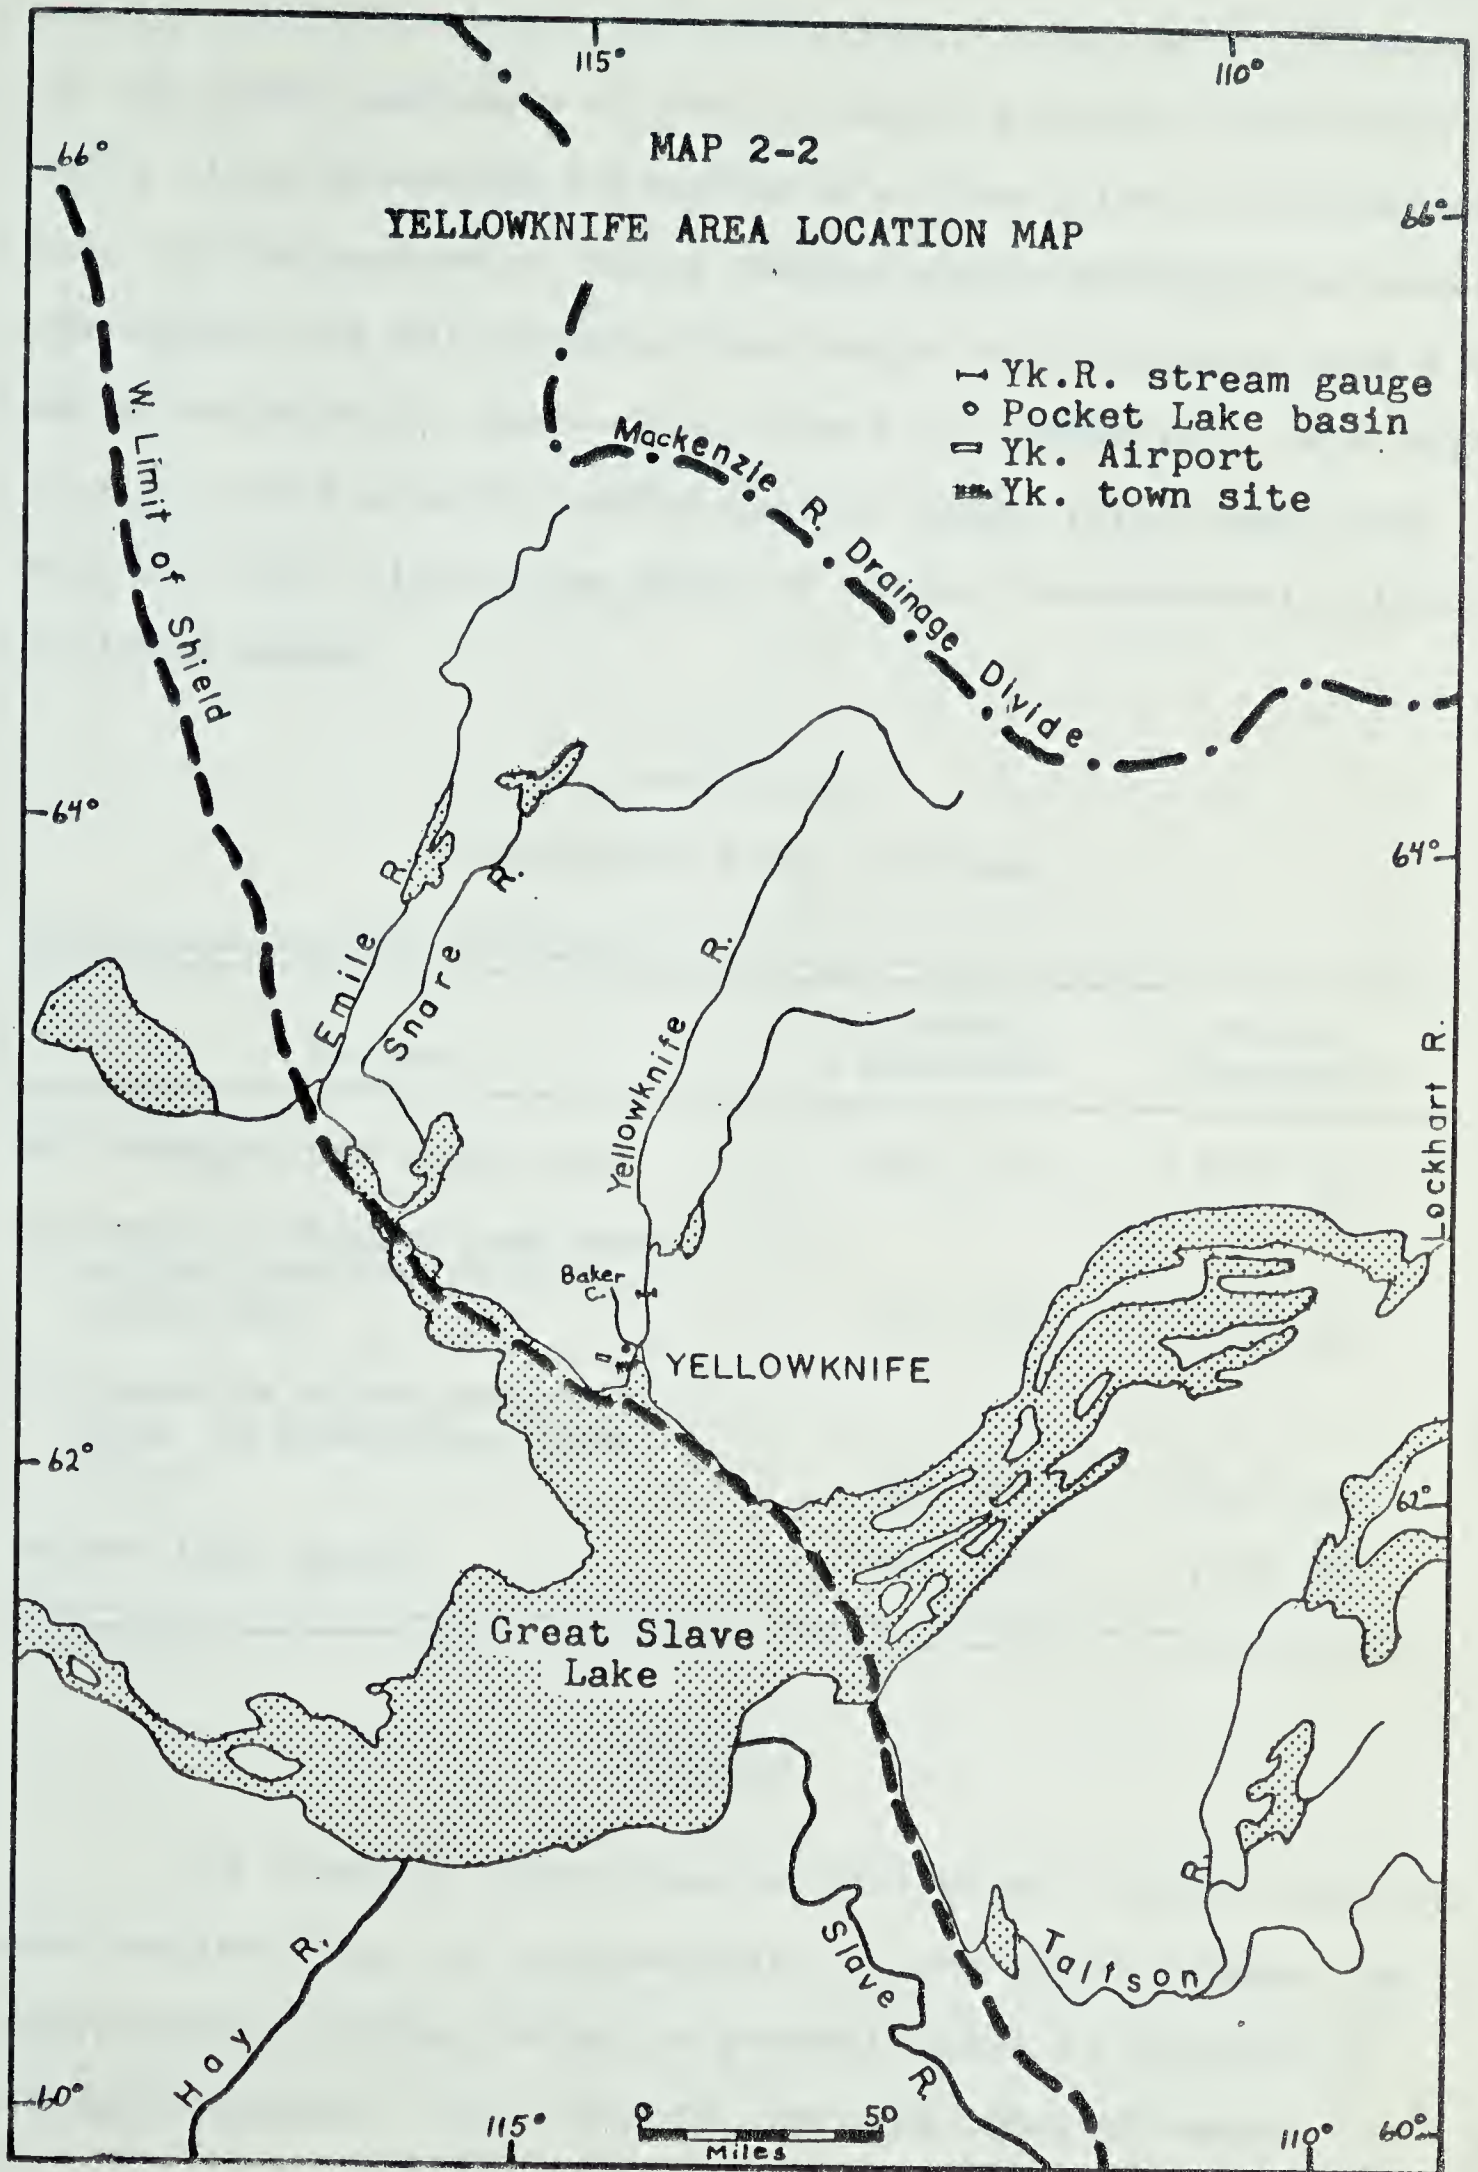 115°
110°
MAP 2-2
66°
YELLOWKNIFE AREA LOCATION MAP
66°
Yk.R. stream gauge
Pocket Lake basin
Yk. Airport
Yk. town site
W. Limit of Shield
Mackenzie R. Drainage Divide
64°
64°
Emile R.
Snare R.
Yellowknife R.
Lockhart R.
Baker C.
YELLOWKNIFE
62°
62°
Great Slave
Lake
Hay R.
Slave R.
Taltson R.
60°
115°
0 50
Miles
110°
60°